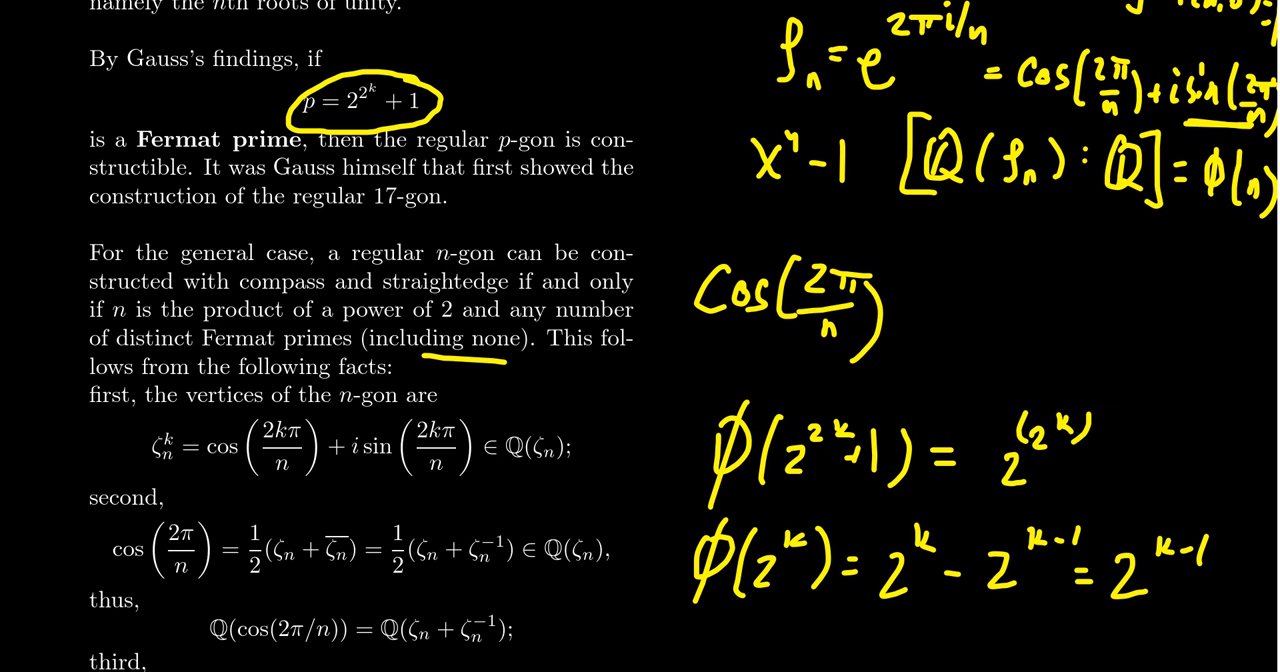 namely the nth roots of unity.
By Gauss's findings, if
p = 2^{2^k} + 1
is a Fermat prime, then the regular p-gon is con-
structible. It was Gauss himself that first showed the
construction of the regular 17-gon.
For the general case, a regular n-gon can be con-
structed with compass and straightedge if and only
if n is the product of a power of 2 and any number
of distinct Fermat primes (including none). This fol-
lows from the following facts:
first, the vertices of the n-gon are
ζ_n^k = cos(2kπ/n) + i sin(2kπ/n) ∈ ℚ(ζ_n);
second,
cos(2π/n) = 1/2(ζ_n + \overline{ζ_n}) = 1/2(ζ_n + ζ_n^{-1}) ∈ ℚ(ζ_n),
thus,
ℚ(cos(2π/n)) = ℚ(ζ_n + ζ_n^{-1});
third,
ζ_n = e^{2πi/n} = cos(2π/n) + i sin(2π/n)
x^n - 1 [ℚ(ζ_n) : ℚ] = φ(n)
cos(2π/n)
φ(2^{2^k}+1) = 2^{(2^k)}
φ(2^k) = 2^k - 2^{k-1} = 2^{k-1}